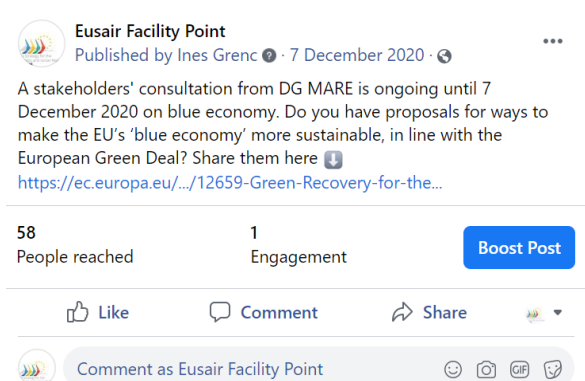 Eusair Facility Point
Published by Ines Grenc · 7 December 2020 ·
A stakeholders' consultation from DG MARE is ongoing until 7
December 2020 on blue economy. Do you have proposals for ways to
make the EU's 'blue economy' more sustainable, in line with the
European Green Deal? Share them here ⬇️
https://ec.europa.eu/.../12659-Green-Recovery-for-the...
58
People reached
1
Engagement
Boost Post
Like
Comment
Share
Comment as Eusair Facility Point
GIF